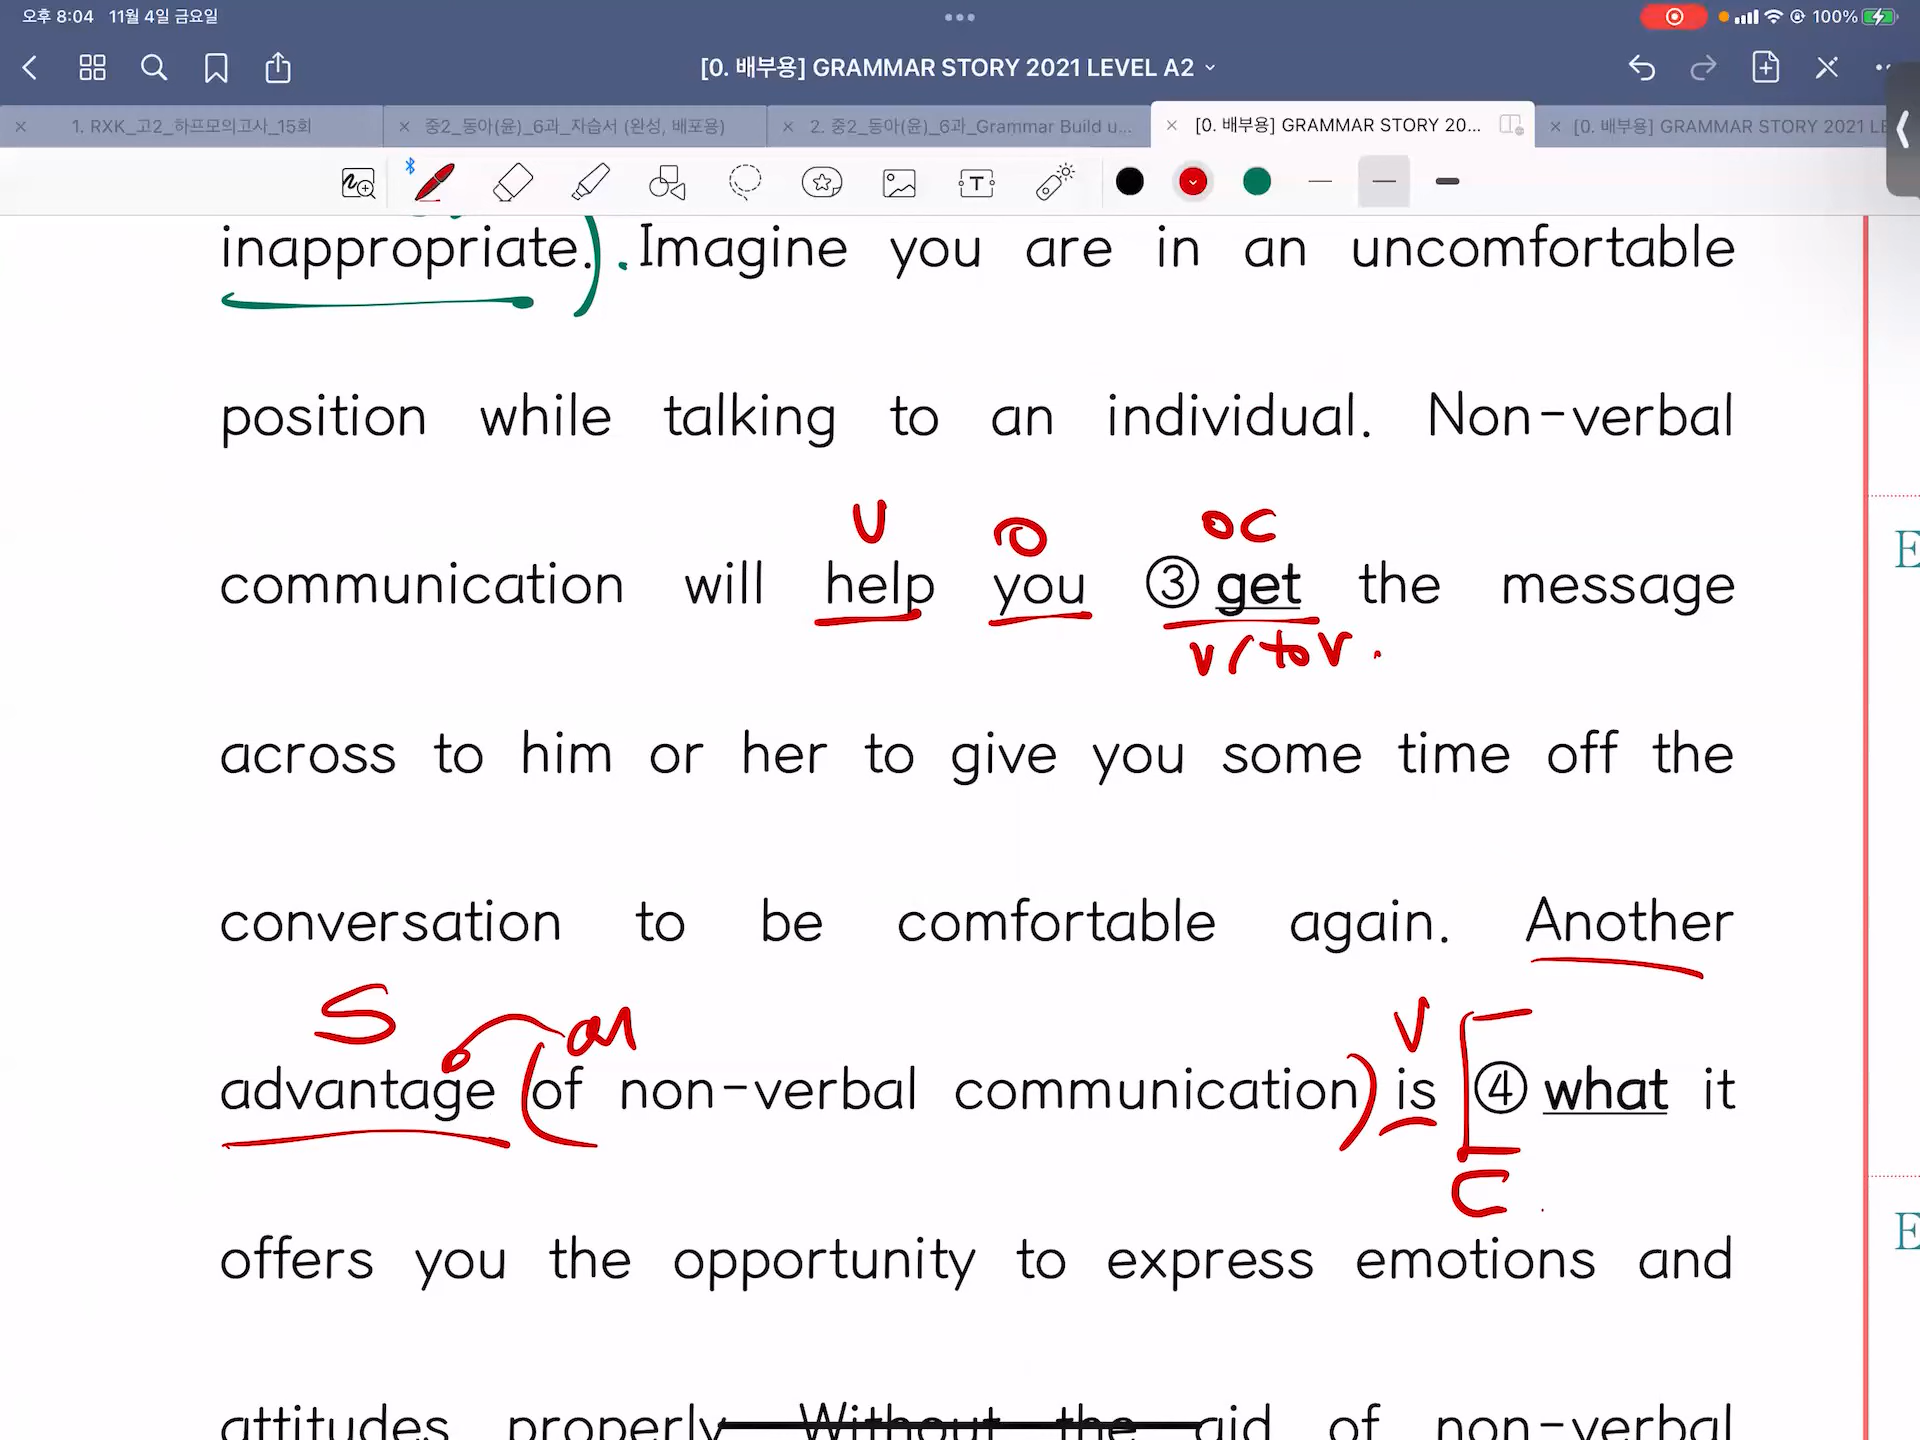 오후 8:04 11월 4일 금요일
100%
[0. 배부용] GRAMMAR STORY 2021 LEVEL A2
1. RXK_고2_하프모의고사_15회
중2_동아(윤)_6과_자습서 (완성, 배포용)
2. 중2_동아(윤)_6과_Grammar Build u...
[0. 배부용] GRAMMAR STORY 20...
[0. 배부용] GRAMMAR STORY 2021 LE
inappropriate.). Imagine you are in an uncomfortable
position while talking to an individual. Non-verbal
V O OC
communication will help you ③ get the message
V / to V.
across to him or her to give you some time off the
conversation to be comfortable again. Another
S V
advantage (of non-verbal communication) is [④ what it
C
offers you the opportunity to express emotions and
attitudes properly Without the aid of non-verbal
E
E